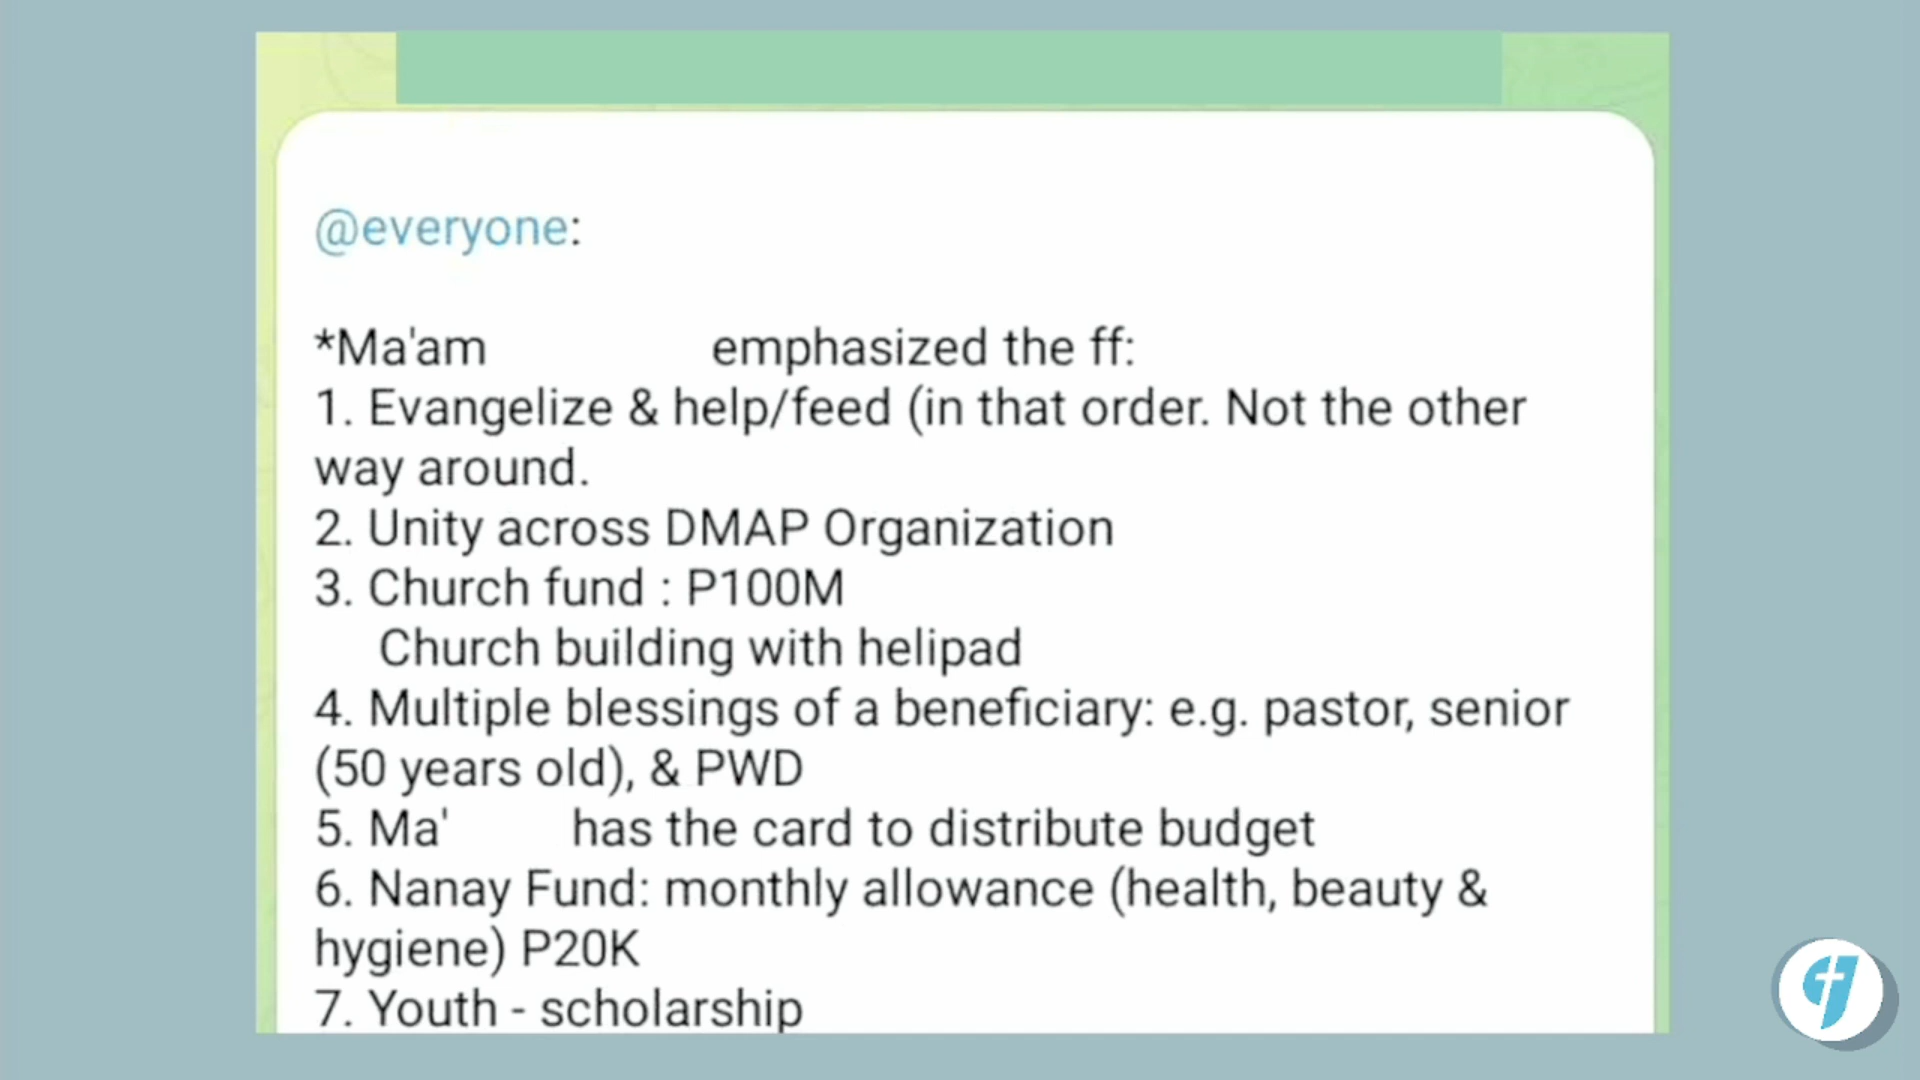 @everyone:
*Ma'am emphasized the ff:
1. Evangelize & help/feed (in that order. Not the other
way around.
2. Unity across DMAP Organization
3. Church fund : P100M
Church building with helipad
4. Multiple blessings of a beneficiary: e.g. pastor, senior
(50 years old), & PWD
5. Ma' has the card to distribute budget
6. Nanay Fund: monthly allowance (health, beauty &
hygiene) P20K
7. Youth - scholarship